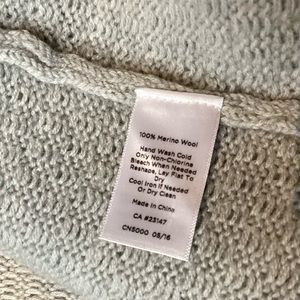 100% Merino Wool
Hand Wash Cold
Only Non-Chlorine
Bleach When Needed
Reshape, Lay Flat To
Dry
Cool Iron If Needed
Or Dry Clean
Made In China
CA #23147
CN5000 05/16